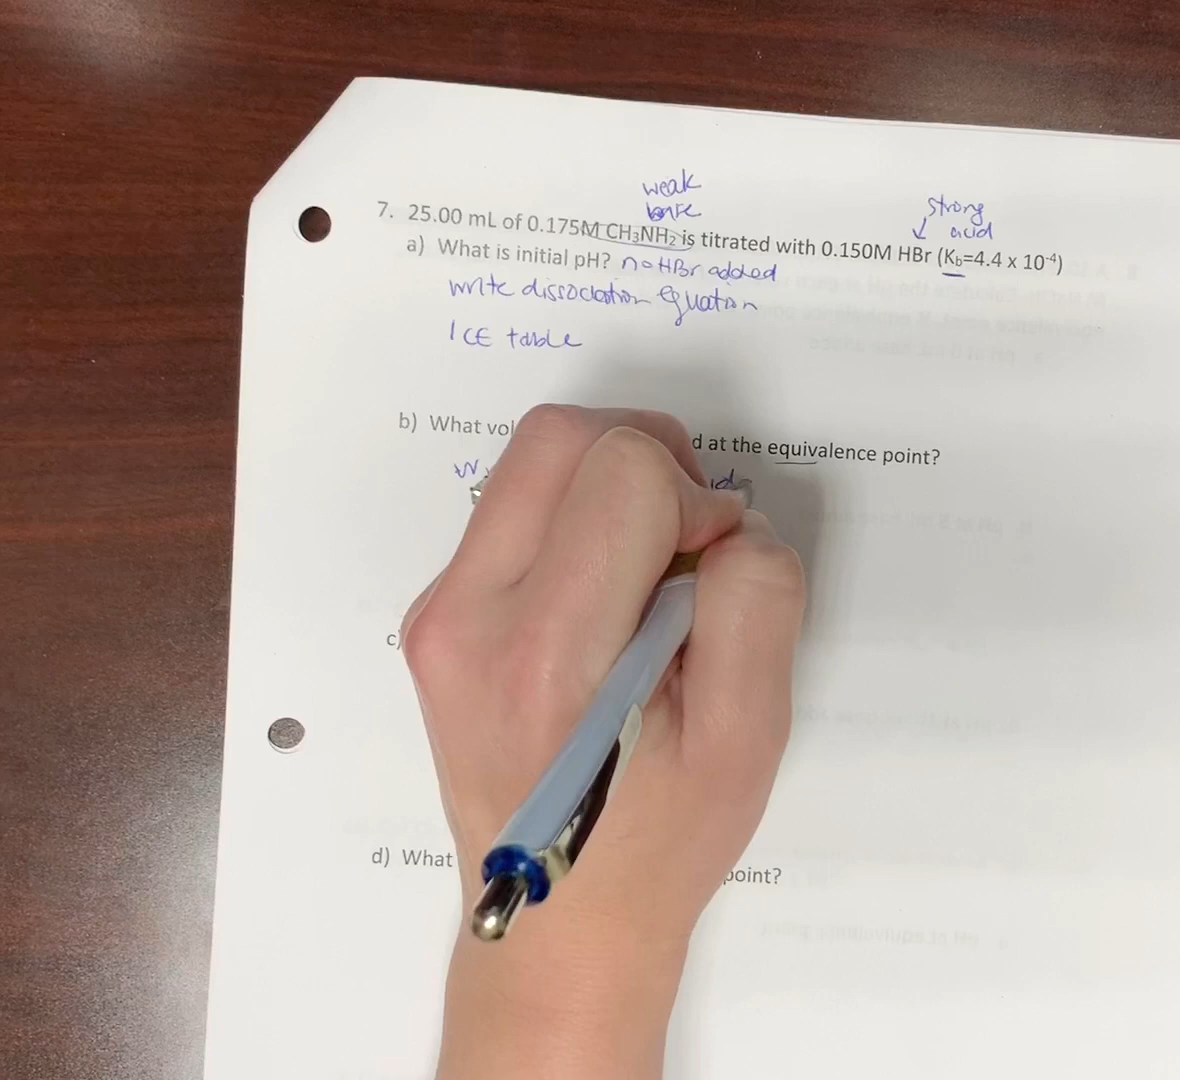 weak
base
strong
↓ acid
7. 25.00 mL of 0.175M CH₃NH₂ is titrated with 0.150M HBr (K_b=4.4 x 10⁻⁴)
a) What is initial pH? no HBr added
write dissociation equation
ICE table
b) What vol d at the equivalence point?
c)
d) What point?